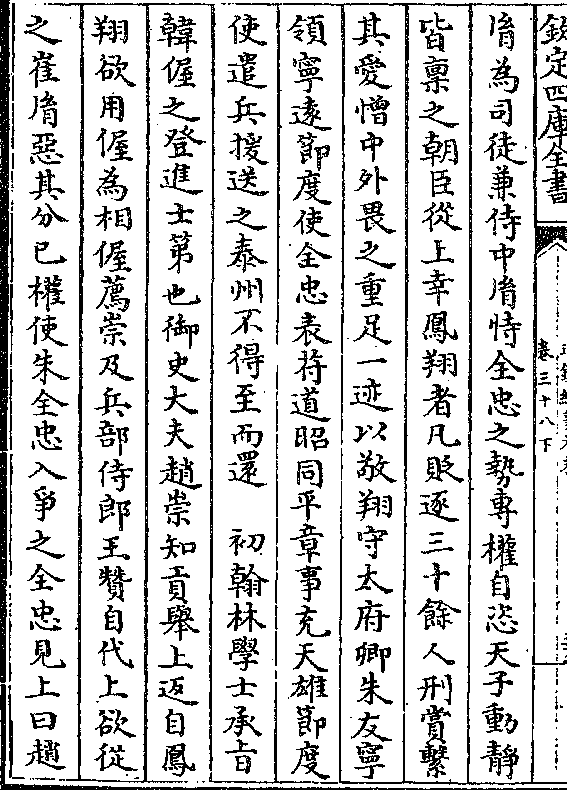 欽定四庫全書
卷三十八下
𦙍為司徒兼侍中𦙍恃全忠之勢專權自恣天子動靜
皆禀之朝臣從上幸鳳翔者凡貶逐三十餘人刑賞繫
其愛憎中外畏之重足一迹以敬翔守太府卿朱友寧
領寧逺節度使全忠表苻道昭同平章事充天雄節度
使遣兵援送之秦州不得至而還　初翰林學士承旨
韓偓之登進士第也御史大夫趙崇知貢舉上返自鳳
翔欲用偓為相偓薦崇及兵部侍郎王贊自代上欲從
之崔𦙍惡其分己權使朱全忠入爭之全忠見上曰趙